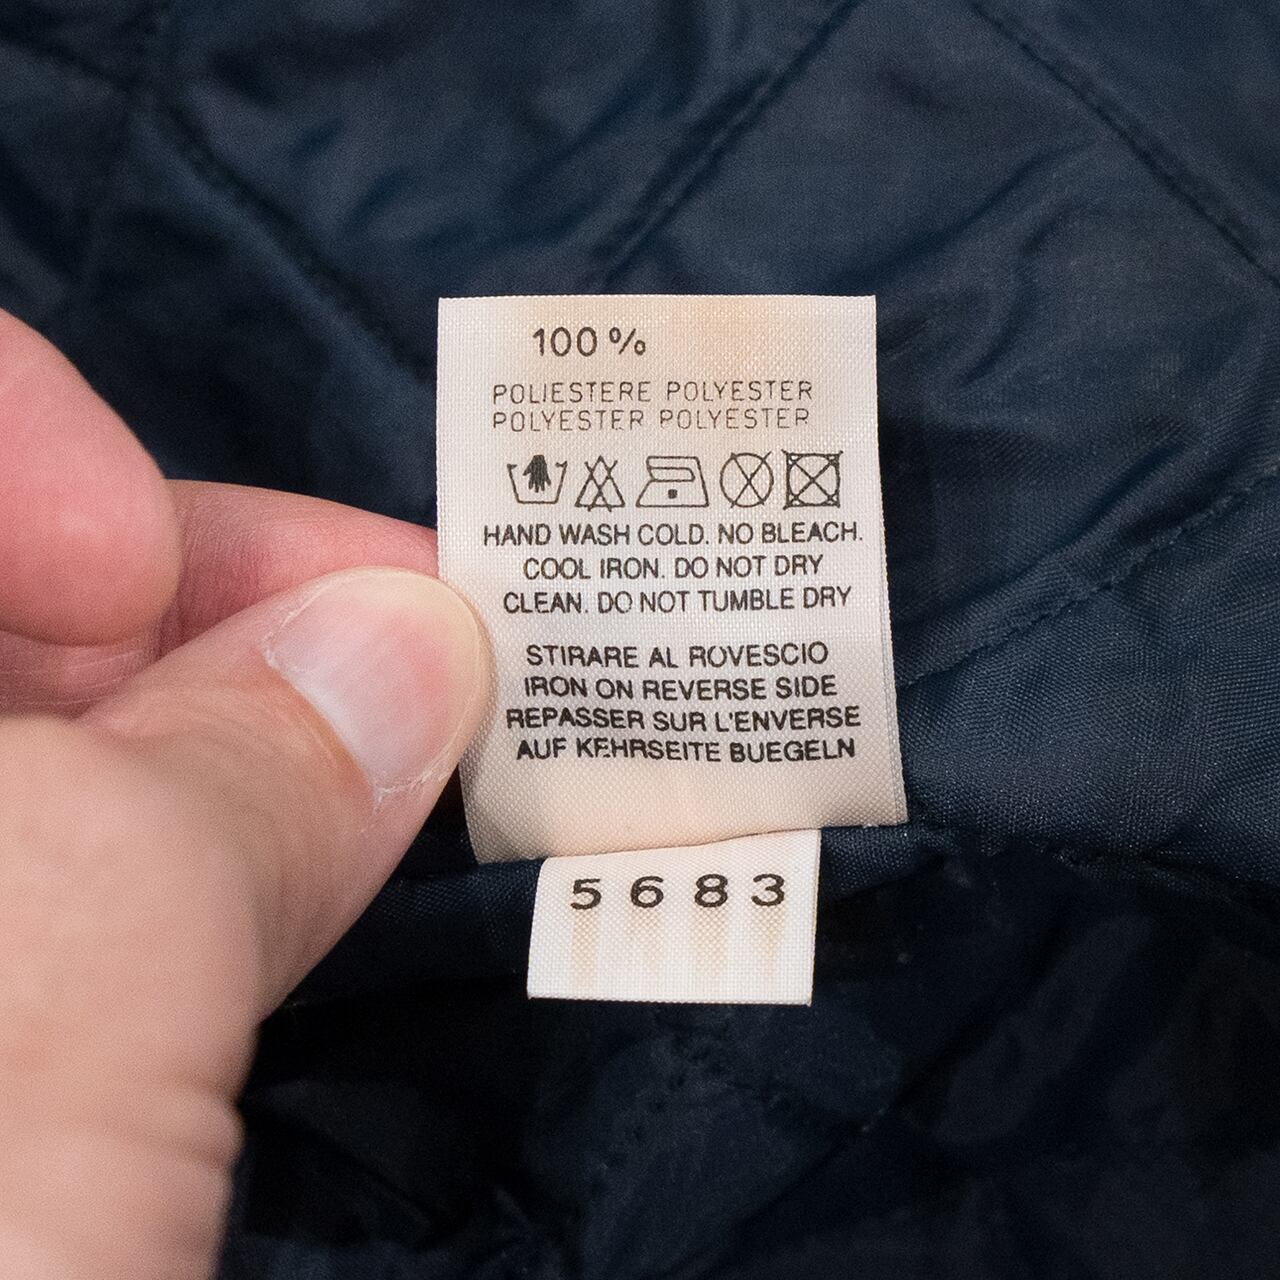 100 %
POLIESTERE POLYESTER
POLYESTER POLYESTER
HAND WASH COLD. NO BLEACH.
COOL IRON. DO NOT DRY
CLEAN. DO NOT TUMBLE DRY
STIRARE AL ROVESCIO
IRON ON REVERSE SIDE
REPASSER SUR L'ENVERSE
AUF KEHRSEITE BUEGELN
5683